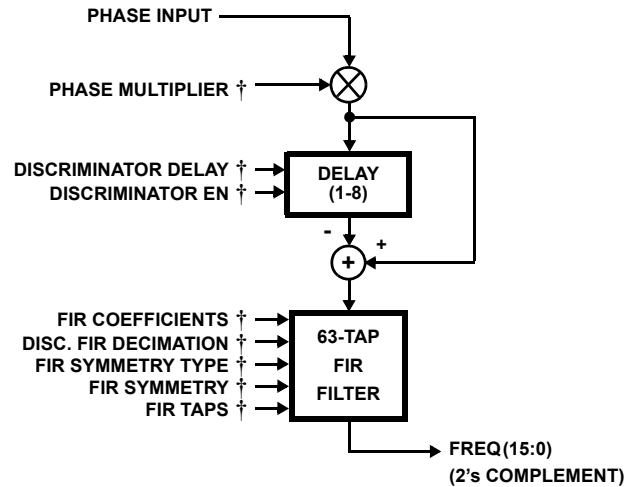 PHASE INPUT
PHASE MULTIPLIER †
DISCRIMINATOR DELAY †
DISCRIMINATOR EN †
DELAY
(1-8)
-
+
+
FIR COEFFICIENTS †
DISC. FIR DECIMATION †
FIR SYMMETRY TYPE †
FIR SYMMETRY †
FIR TAPS †
63-TAP
FIR
FILTER
FREQ(15:0)
(2's COMPLEMENT)